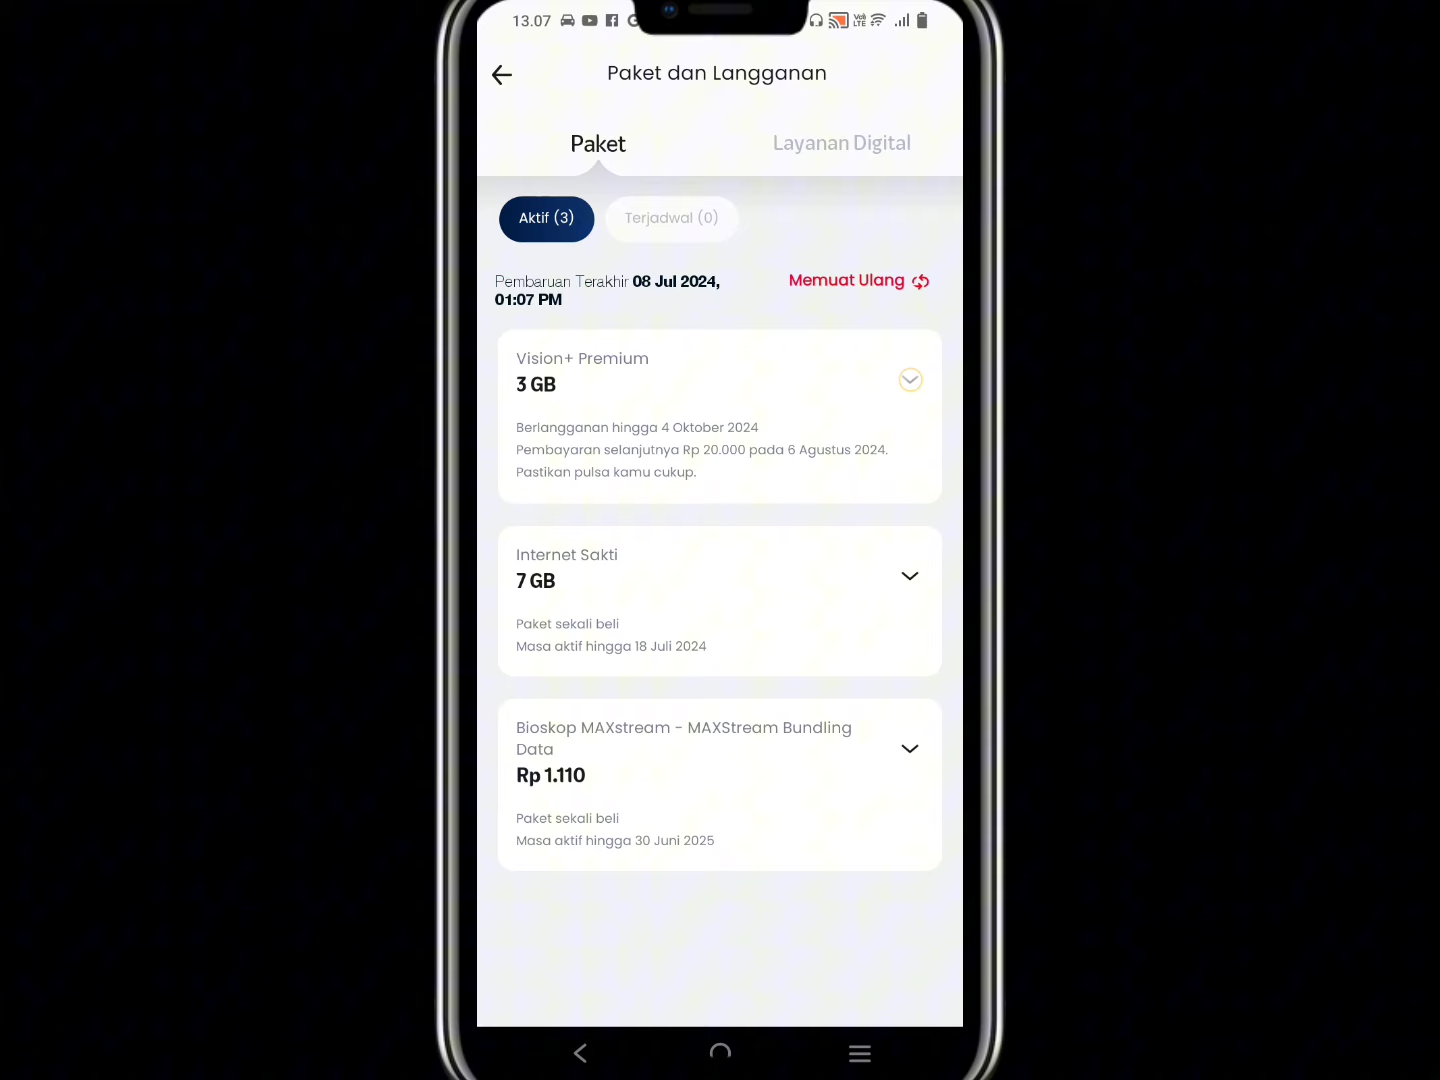 13.07
Paket dan Langganan
Paket
Layanan Digital
Aktif (3)
Terjadwal (0)
Pembaruan Terakhir 08 Jul 2024,
01:07 PM
Memuat Ulang
Vision+ Premium
3 GB
Berlangganan hingga 4 Oktober 2024
Pembayaran selanjutnya Rp 20.000 pada 6 Agustus 2024.
Pastikan pulsa kamu cukup.
Internet Sakti
7 GB
Paket sekali beli
Masa aktif hingga 18 Juli 2024
Bioskop MAXstream - MAXStream Bundling
Data
Rp 1.110
Paket sekali beli
Masa aktif hingga 30 Juni 2025